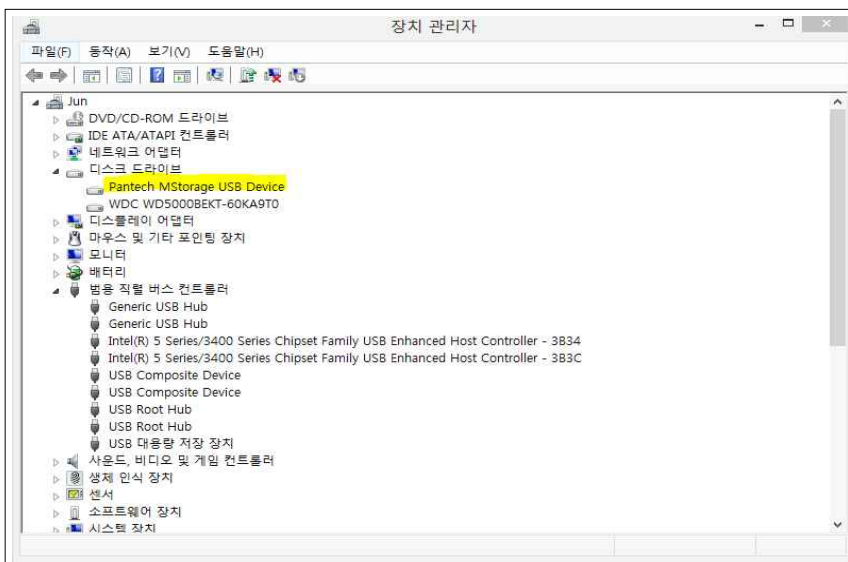 장치 관리자
파일(F) 동작(A) 보기(V) 도움말(H)
Jun
DVD/CD-ROM 드라이브
IDE ATA/ATAPI 컨트롤러
네트워크 어댑터
디스크 드라이브
Pantech MStorage USB Device
WDC WD5000BEKT-60KA9T0
디스플레이 어댑터
마우스 및 기타 포인팅 장치
모니터
배터리
범용 직렬 버스 컨트롤러
Generic USB Hub
Generic USB Hub
Intel(R) 5 Series/3400 Series Chipset Family USB Enhanced Host Controller - 3B34
Intel(R) 5 Series/3400 Series Chipset Family USB Enhanced Host Controller - 3B3C
USB Composite Device
USB Composite Device
USB Root Hub
USB Root Hub
USB 대용량 저장 장치
사운드, 비디오 및 게임 컨트롤러
생체 인식 장치
센서
소프트웨어 장치
시스템 장치